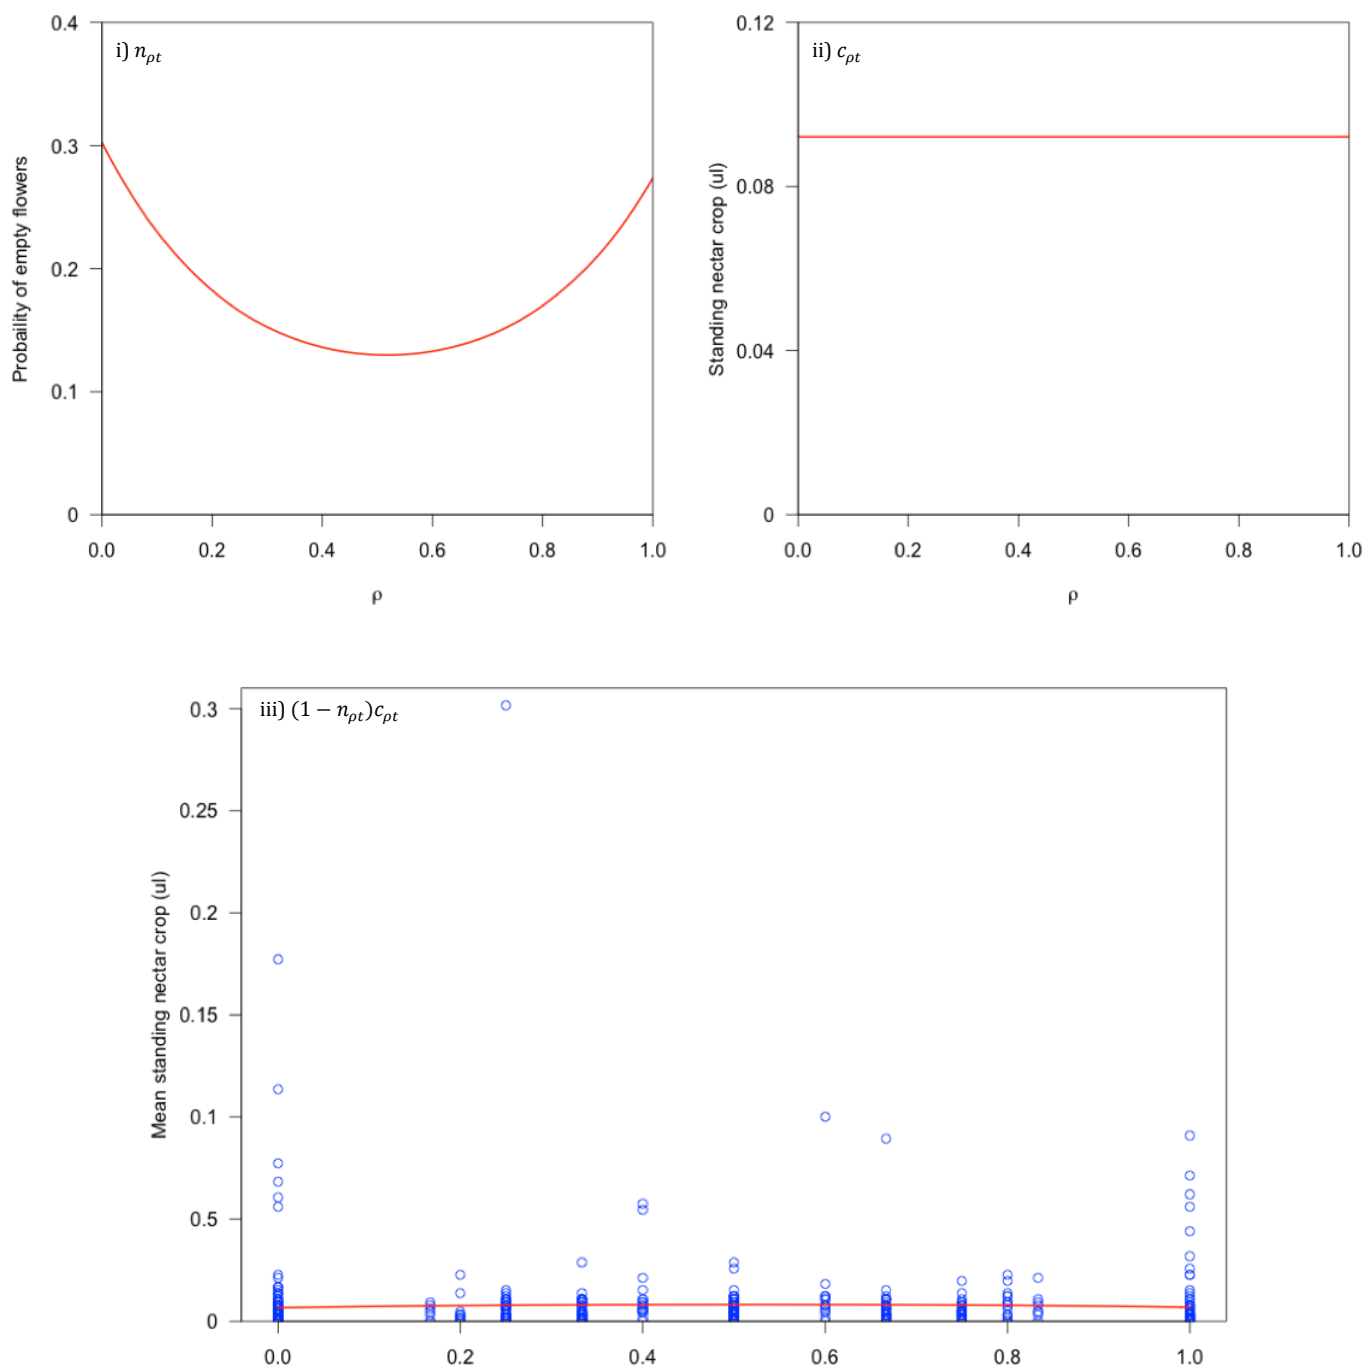 i) nρt
Probaility of empty flowers
0.4
0.3
0.2
0.1
0
0.0 0.2 0.4 0.6 0.8 1.0
ρ
ii) cρt
Standing nectar crop (ul)
0.12
0.08
0.04
0
0.0 0.2 0.4 0.6 0.8 1.0
ρ
iii) (1 − nρt)cρt
Mean standing nectar crop (ul)
0.3
0.25
0.2
0.15
0.1
0.5
0
0.0 0.2 0.4 0.6 0.8 1.0